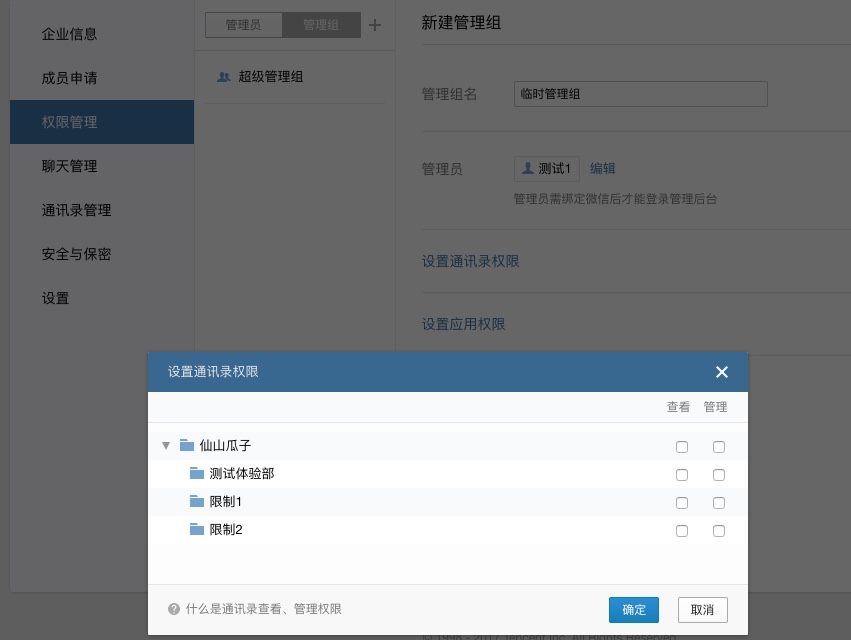 企业信息
成员申请
权限管理
聊天管理
通讯录管理
安全与保密
设置
管理员 管理组 +
超级管理组
新建管理组
管理组名 临时管理组
管理员 测试1 编辑
管理员需绑定微信后才能登录管理后台
设置通讯录权限
设置应用权限
设置通讯录权限
查看 管理
仙山瓜子
测试体验部
限制1
限制2
? 什么是通讯录查看、管理权限
确定 取消
© 1998 - 2017 Tencent Inc. All Rights Reserved